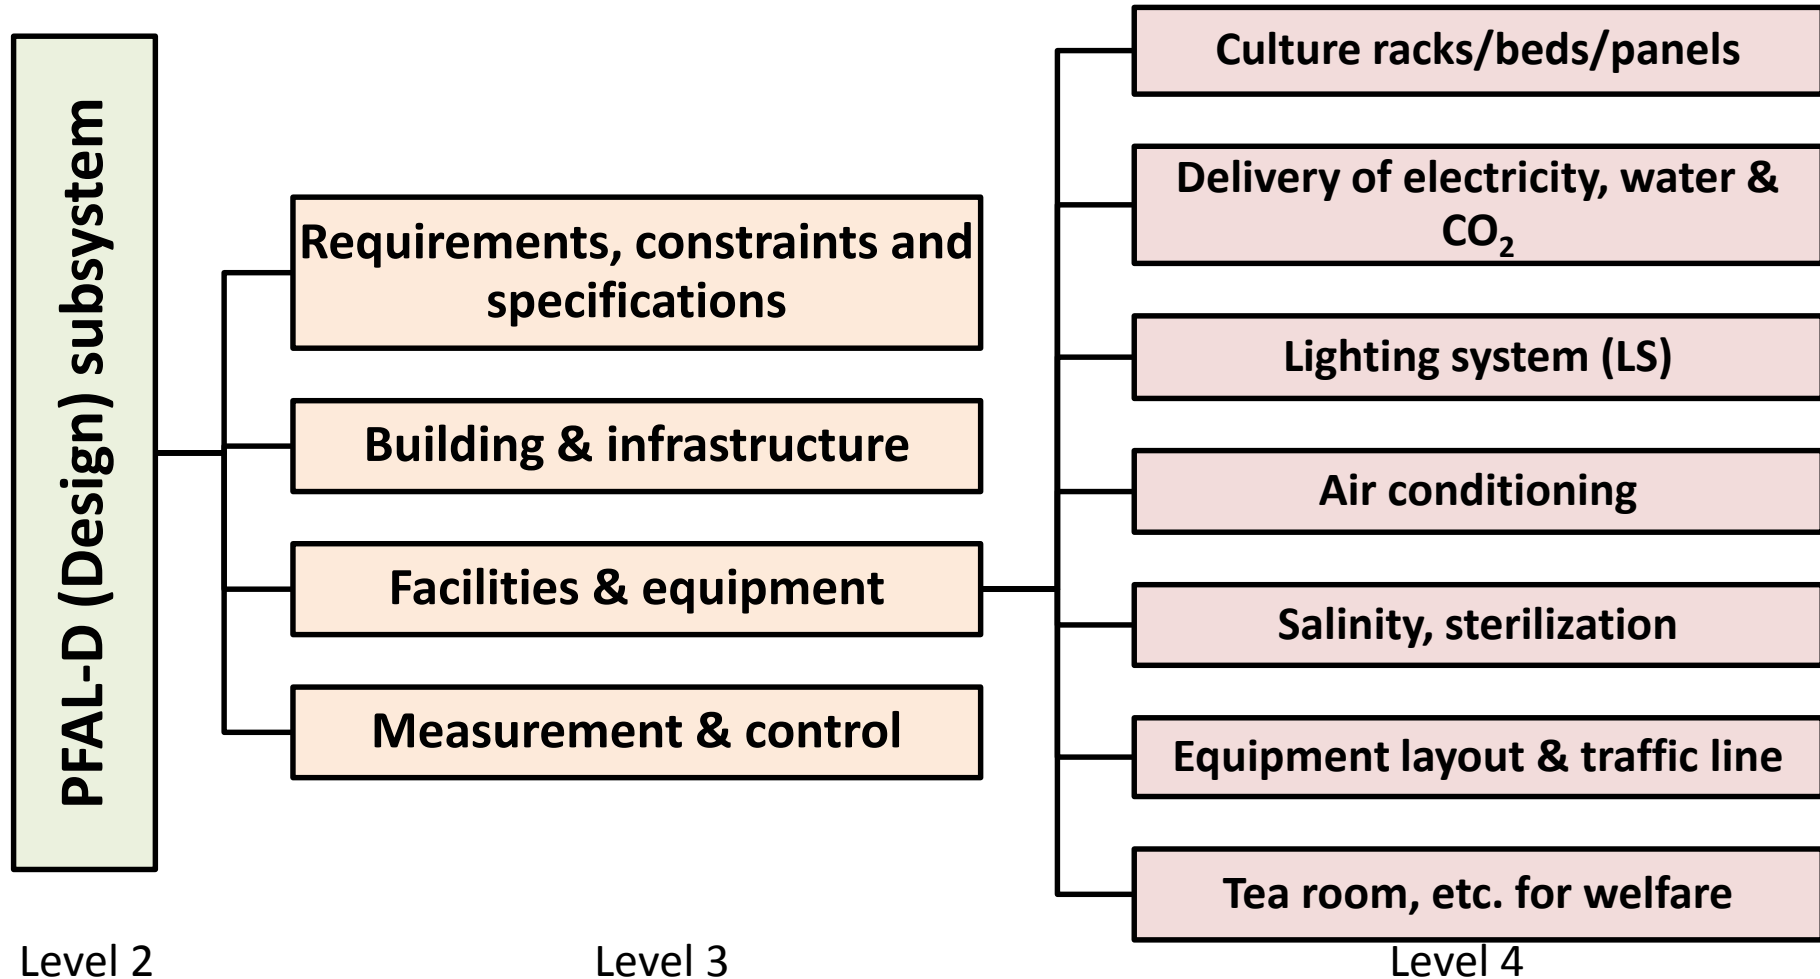 PFAL-D (Design) subsystem
Requirements, constraints and
specifications
Building & infrastructure
Facilities & equipment
Measurement & control
Culture racks/beds/panels
Delivery of electricity, water &
CO₂
Lighting system (LS)
Air conditioning
Salinity, sterilization
Equipment layout & traffic line
Tea room, etc. for welfare
Level 2
Level 3
Level 4